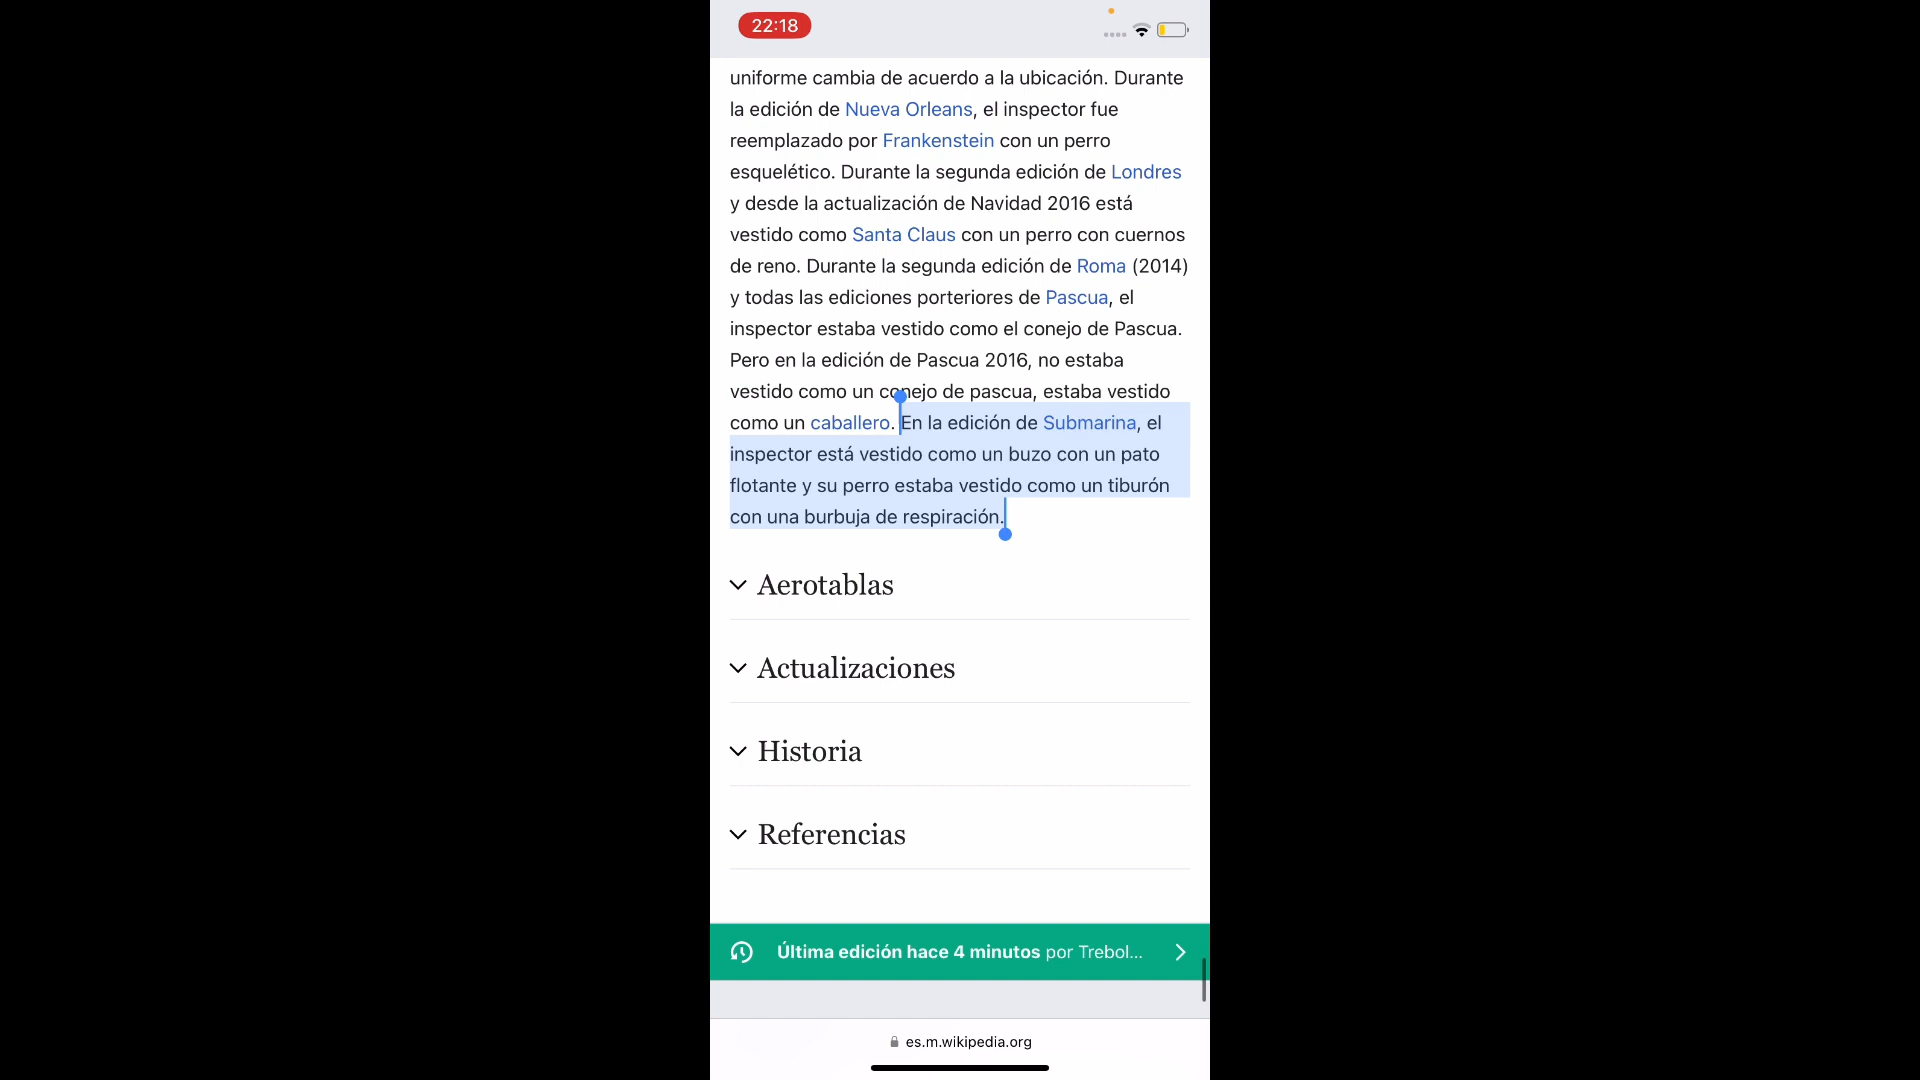 22:18
uniforme cambia de acuerdo a la ubicación. Durante
la edición de Nueva Orleans, el inspector fue
reemplazado por Frankenstein con un perro
esquelético. Durante la segunda edición de Londres
y desde la actualización de Navidad 2016 está
vestido como Santa Claus con un perro con cuernos
de reno. Durante la segunda edición de Roma (2014)
y todas las ediciones porteriores de Pascua, el
inspector estaba vestido como el conejo de Pascua.
Pero en la edición de Pascua 2016, no estaba
vestido como un conejo de pascua, estaba vestido
como un caballero. En la edición de Submarina, el
inspector está vestido como un buzo con un pato
flotante y su perro estaba vestido como un tiburón
con una burbuja de respiración.
Aerotablas
Actualizaciones
Historia
Referencias
Última edición hace 4 minutos por Trebol...
es.m.wikipedia.org